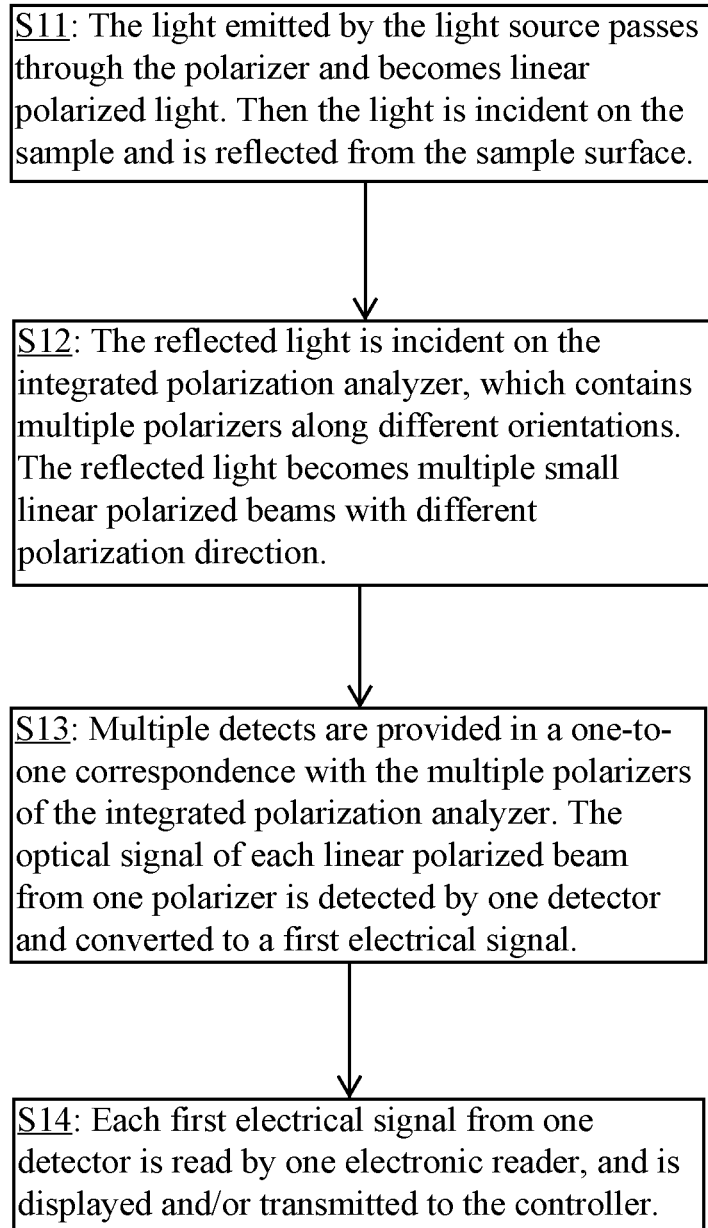 S11: The light emitted by the light source passes
through the polarizer and becomes linear
polarized light. Then the light is incident on the
sample and is reflected from the sample surface.
S12: The reflected light is incident on the
integrated polarization analyzer, which contains
multiple polarizers along different orientations.
The reflected light becomes multiple small
linear polarized beams with different
polarization direction.
S13: Multiple detects are provided in a one-to-
one correspondence with the multiple polarizers
of the integrated polarization analyzer. The
optical signal of each linear polarized beam
from one polarizer is detected by one detector
and converted to a first electrical signal.
S14: Each first electrical signal from one
detector is read by one electronic reader, and is
displayed and/or transmitted to the controller.